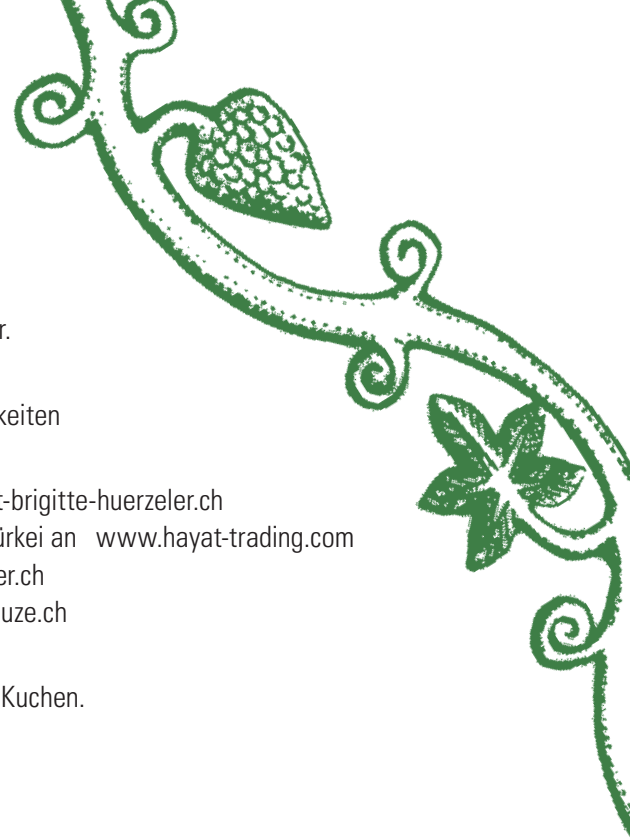 r.
keiten
t-brigitte-huerzeler.ch
ürkei an www.hayat-trading.com
er.ch
uze.ch
Kuchen.